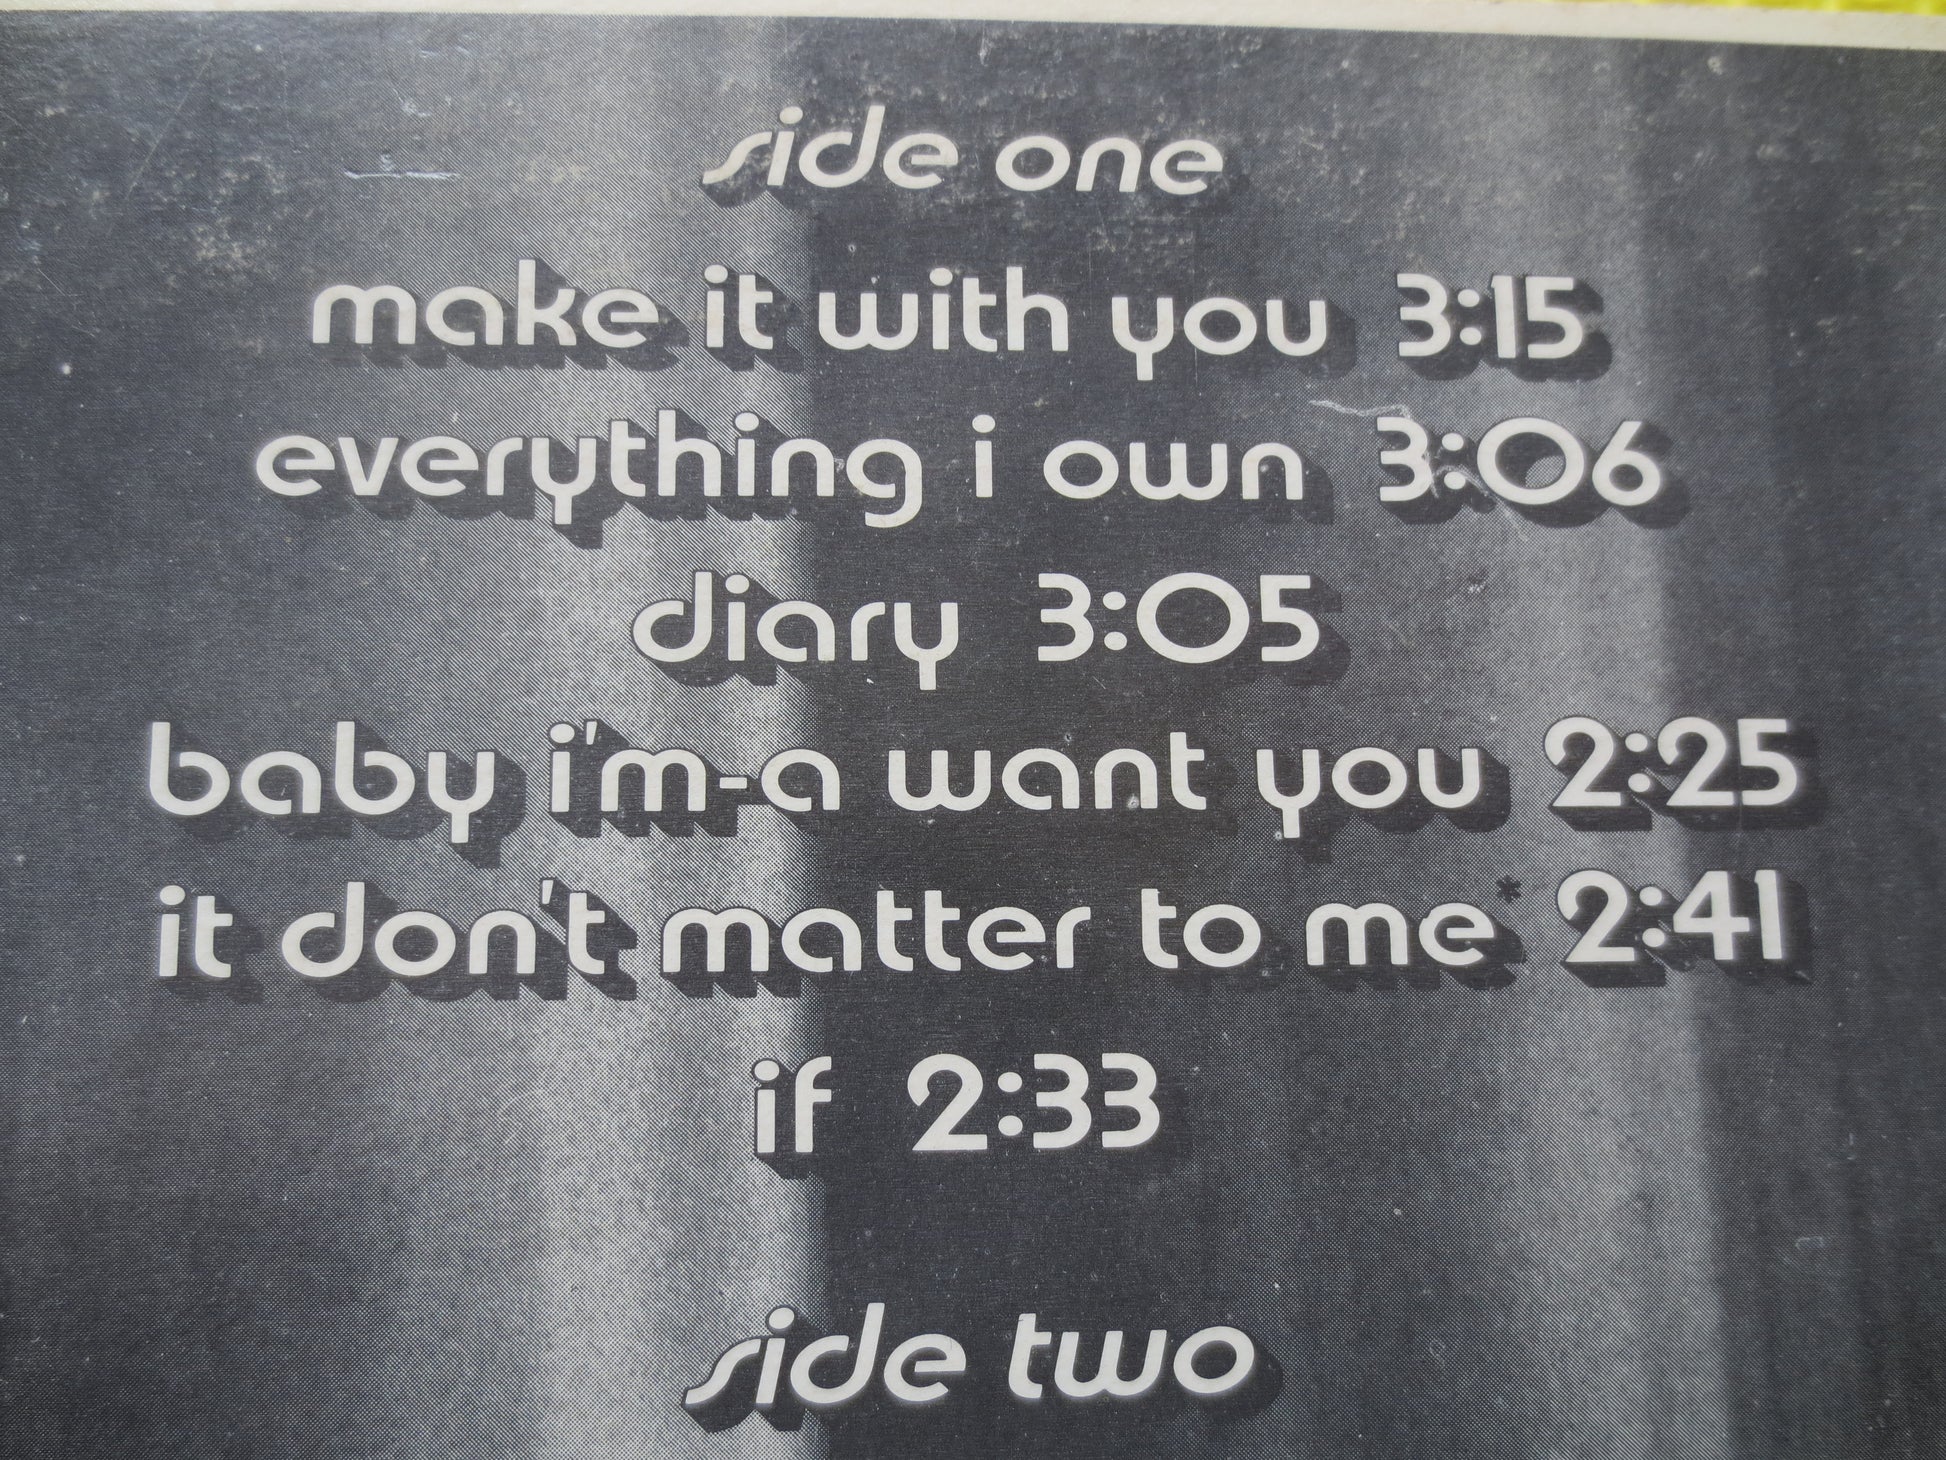 side one
make it with you 3:15
everything i own 3:06
diary 3:05
baby i'm-a want you 2:25
it don't matter to me* 2:41
if 2:33
side two